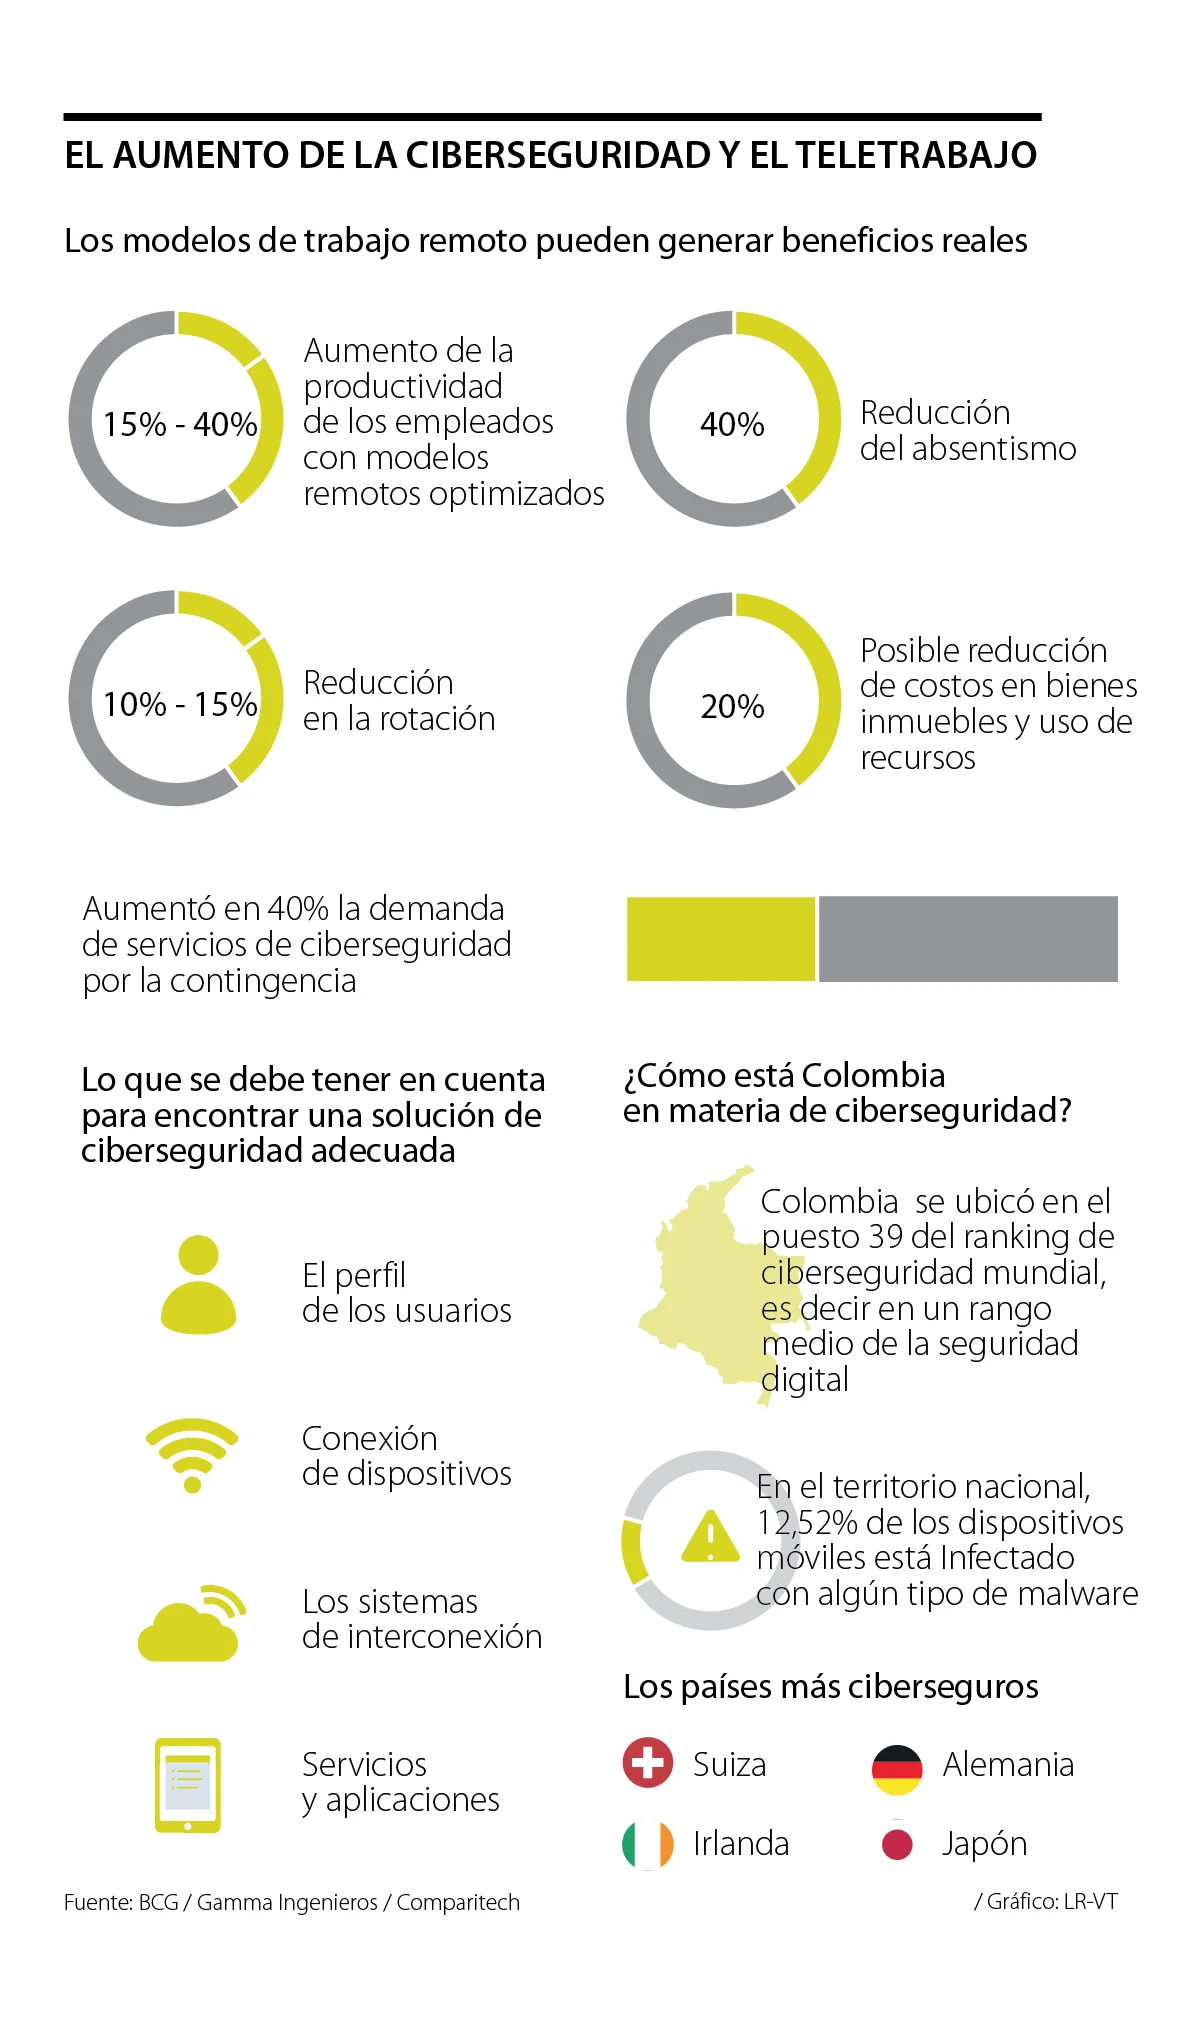 EL AUMENTO DE LA CIBERSEGURIDAD Y EL TELETRABAJO
Los modelos de trabajo remoto pueden generar beneficios reales
15% - 40%
Aumento de la
productividad
de los empleados
con modelos
remotos optimizados
40%
Reducción
del absentismo
10% - 15%
Reducción
en la rotación
20%
Posible reducción
de costos en bienes
inmuebles y uso de
recursos
Aumentó en 40% la demanda
de servicios de ciberseguridad
por la contingencia
Lo que se debe tener en cuenta
para encontrar una solución de
ciberseguridad adecuada
El perfil
de los usuarios
Conexión
de dispositivos
Los sistemas
de interconexión
Servicios
y aplicaciones
¿Cómo está Colombia
en materia de ciberseguridad?
Colombia  se ubicó en el
puesto 39 del ranking de
ciberseguridad mundial,
es decir en un rango
medio de la seguridad
digital
En el territorio nacional,
12,52% de los dispositivos
móviles está Infectado
con algún tipo de malware
Los países más ciberseguros
Suiza
Alemania
Irlanda
Japón
Fuente: BCG / Gamma Ingenieros / Comparitech
/ Gráfico: LR-VT